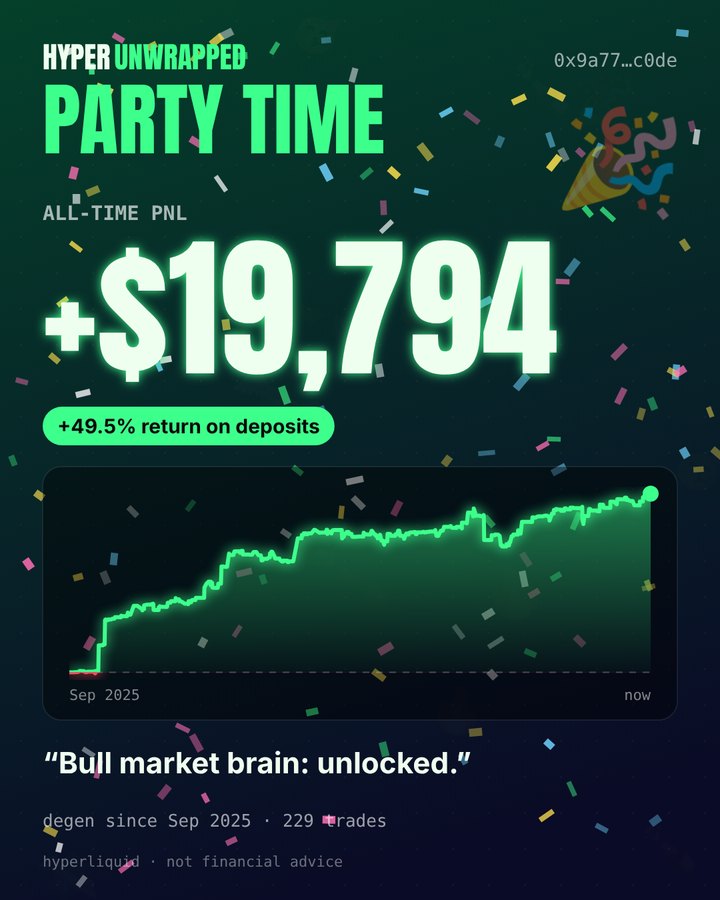 HYPER UNWRAPPED
0x9a77…c0de
PARTY TIME
ALL-TIME PNL
+$19,794
+49.5% return on deposits
Sep 2025
now
“Bull market brain: unlocked.”
degen since Sep 2025 · 229 trades
hyperliquid · not financial advice